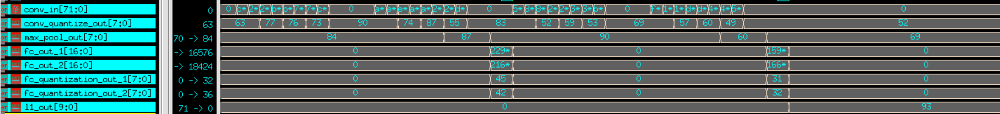 conv_in[71:0] 0 0 c* 2* 2* b* b* 7* 7* c* 0 a* e* e* a* a* 2* 2* d* 0 5* 8* 8* 2* 2* 3* 3* b* 0 f* 1* 1* d* d* 4* 4* 5* 0
conv_quantize_out[7:0] 63 63 77 76 73 90 74 87 55 83 52 59 53 69 57 60 49 52
max_pool_out[7:0] 70 -> 84 84 87 90 60 69
fc_out_1[16:0] -> 16576 0 229* 0 159* 0
fc_out_2[16:0] -> 18424 0 216* 0 166* 0
fc_quantization_out_1[7:0] 0 -> 32 0 45 0 31 0
fc_quantization_out_2[7:0] 0 -> 36 0 42 0 32 0
l1_out[9:0] 71 -> 0 0 93